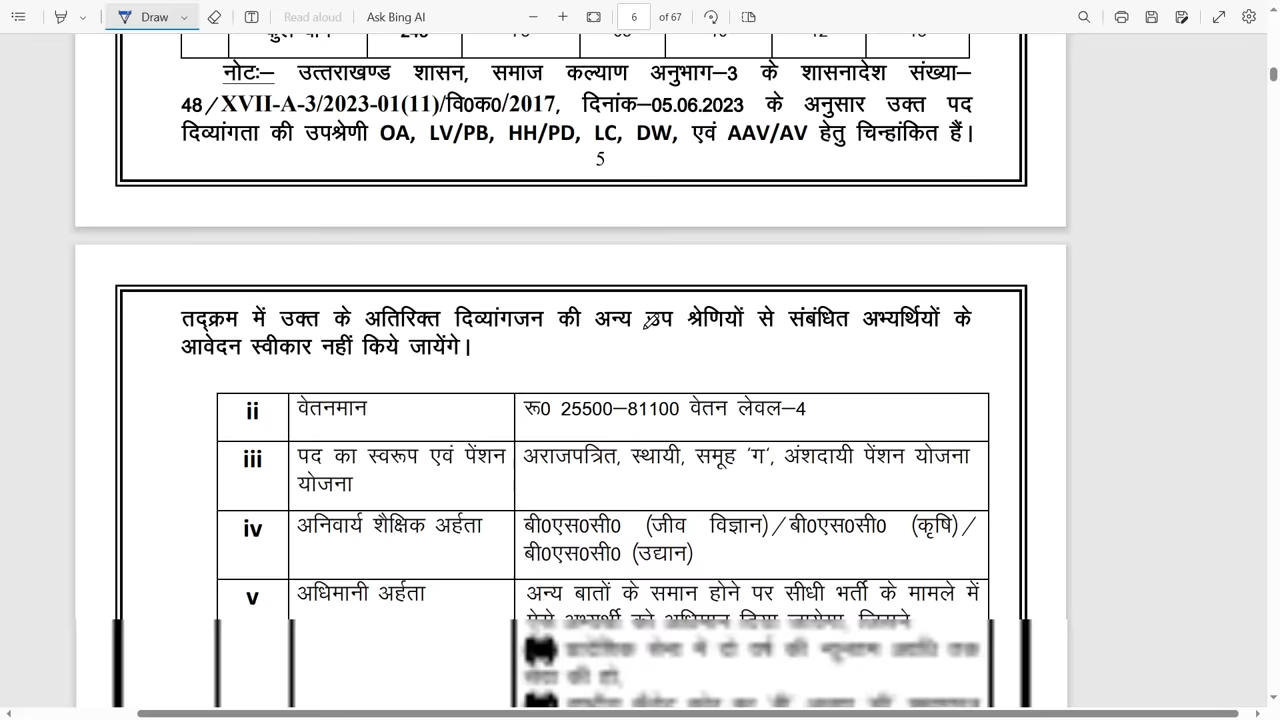 Draw
Read aloud
Ask Bing AI
6
of 67
नोटः– उत्तराखण्ड शासन, समाज कल्याण अनुभाग–3 के शासनादेश संख्या–
48/XVII-A-3/2023-01(11)/वि0क0/2017, दिनांक–05.06.2023 के अनुसार उक्त पद
दिव्यांगता की उपश्रेणी OA, LV/PB, HH/PD, LC, DW, एवं AAV/AV हेतु चिन्हांकित हैं।
5
तद्क्रम में उक्त के अतिरिक्त दिव्यांगजन की अन्य उप श्रेणियों से संबंधित अभ्यर्थियों के
आवेदन स्वीकार नहीं किये जायेंगे।
ii वेतनमान रू0 25500–81100 वेतन लेवल–4
iii पद का स्वरूप एवं पेंशन योजना अराजपत्रित, स्थायी, समूह 'ग', अंशदायी पेंशन योजना
iv अनिवार्य शैक्षिक अर्हता बी0एस0सी0 (जीव विज्ञान)/बी0एस0सी0 (कृषि)/
बी0एस0सी0 (उद्यान)
v अधिमानी अर्हता अन्य बातों के समान होने पर सीधी भर्ती के मामले में